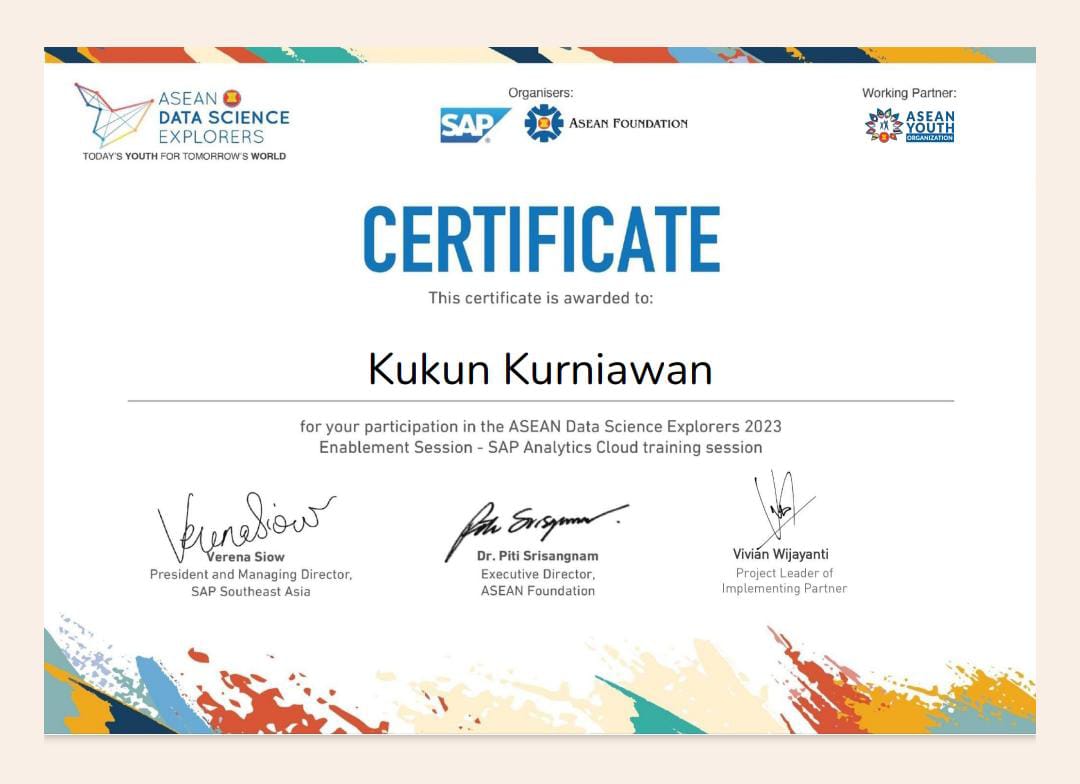 ASEAN
DATA SCIENCE
EXPLORERS
TODAY'S YOUTH FOR TOMORROW'S WORLD
Organisers:
SAP
ASEAN FOUNDATION
Working Partner:
ASEAN
YOUTH
ORGANIZATION
CERTIFICATE
This certificate is awarded to:
Kukun Kurniawan
for your participation in the ASEAN Data Science Explorers 2023
Enablement Session - SAP Analytics Cloud training session
Verena Siow
Verena Siow
President and Managing Director,
SAP Southeast Asia
Dr. Piti Srisangnam
Executive Director,
ASEAN Foundation
Vivián Wijayanti
Project Leader of
Implementing Partner